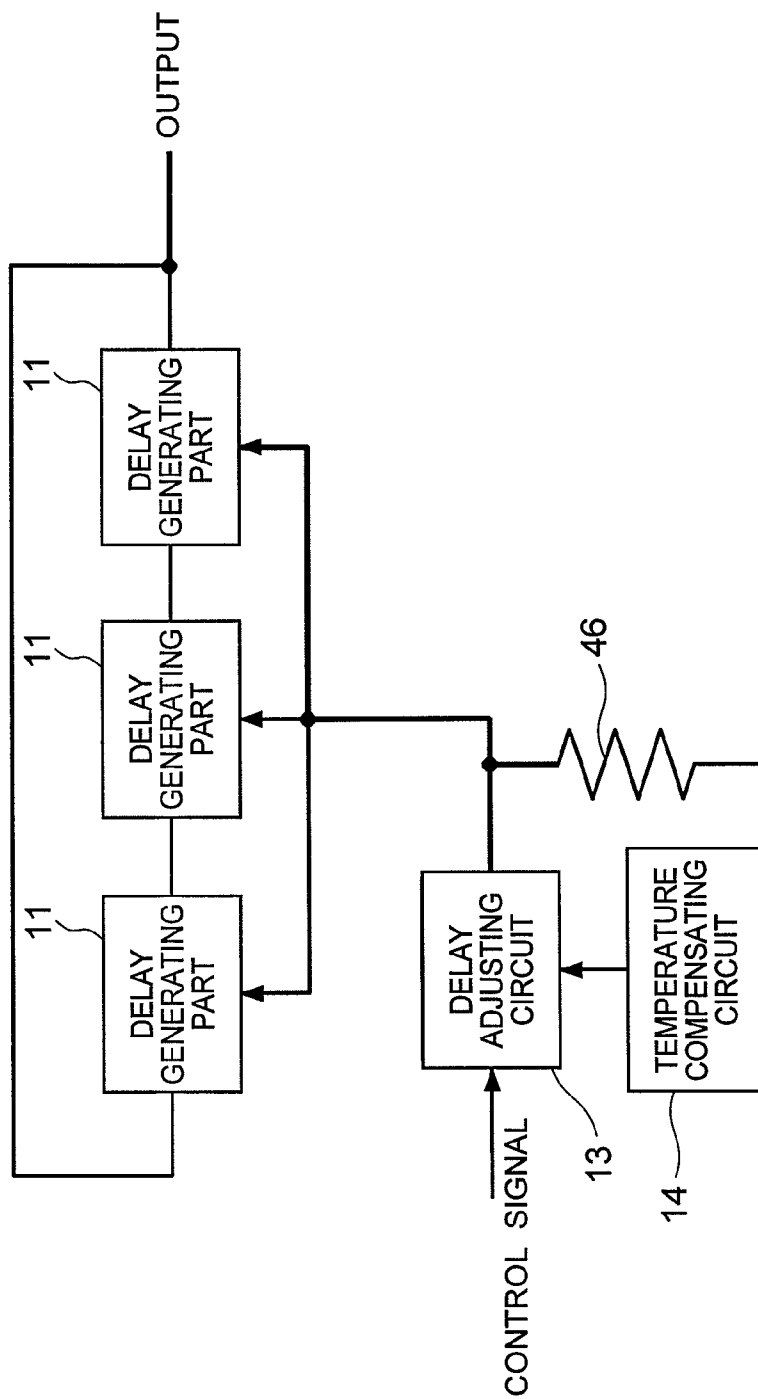 11
DELAY
GENERATING
PART
11
DELAY
GENERATING
PART
11
DELAY
GENERATING
PART
OUTPUT
CONTROL SIGNAL
DELAY
ADJUSTING
CIRCUIT
13
46
TEMPERATURE
COMPENSATING
CIRCUIT
14